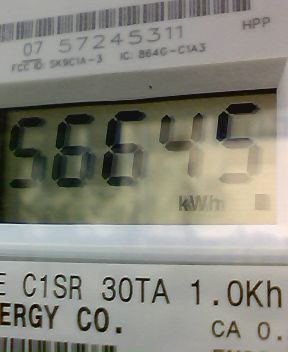 HPP
07 57245311
FCC ID: SK9C1A-3 IC: 864G-C1A3
56645
kWh
E C1SR 30TA 1.0Kh
ERGY CO.
CA 0.